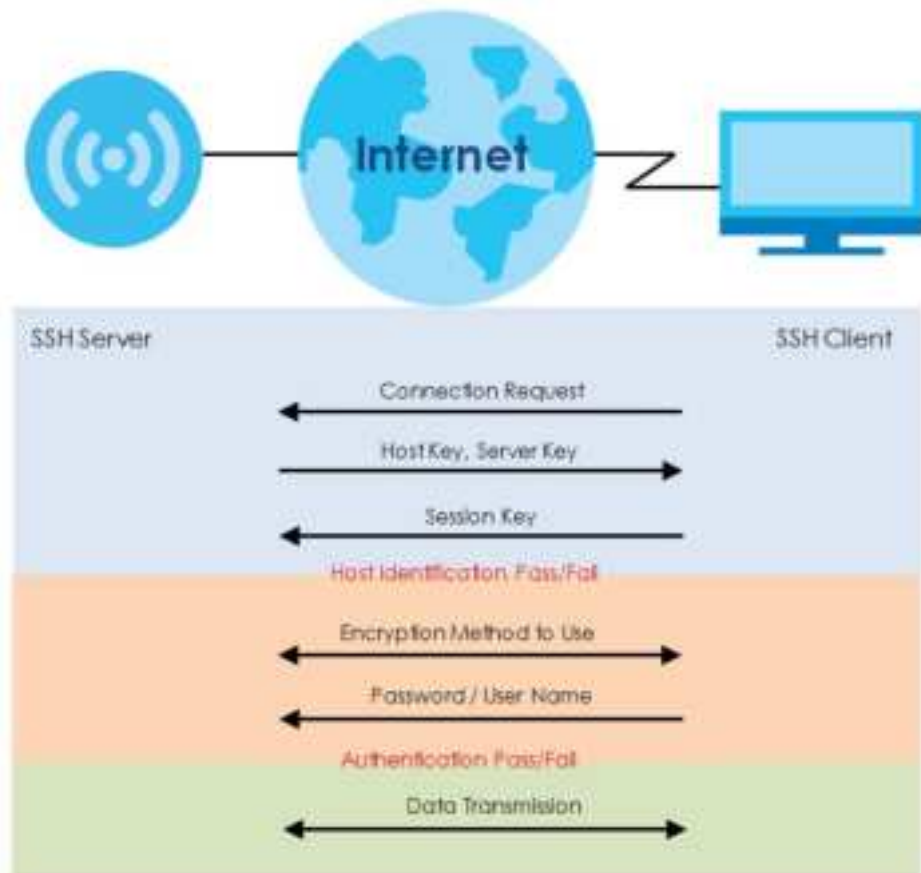 Internet
SSH Server
SSH Client
Connection Request
Host Key, Server Key
Session Key
Host Identification Pass/Fail
Encryption Method to Use
Password / User Name
Authentication Pass/Fail
Data Transmission